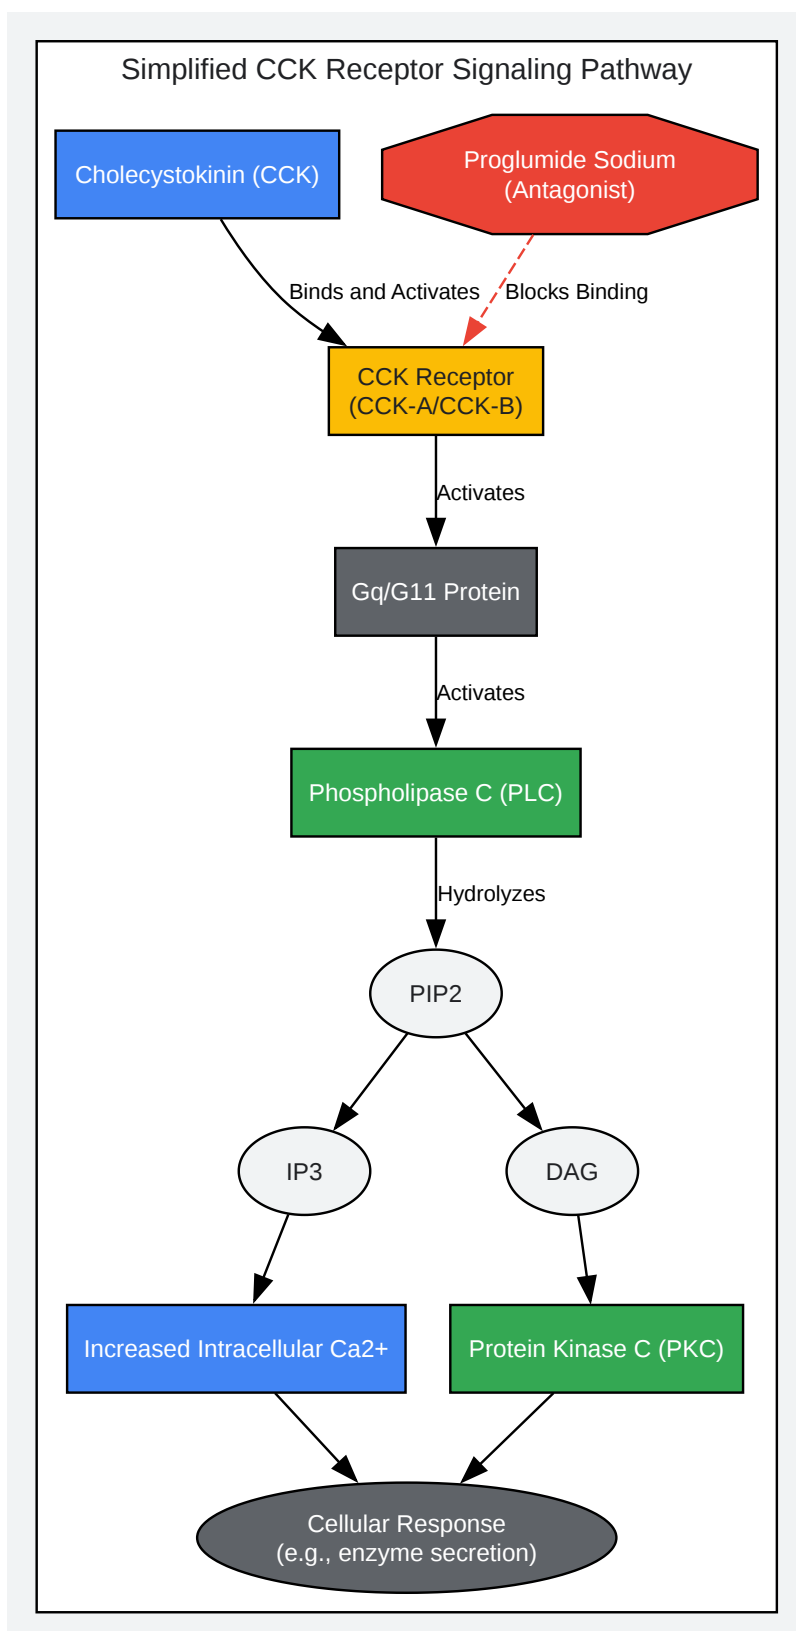 Simplified CCK Receptor Signaling Pathway
Cholecystokinin (CCK)
Proglumide Sodium
(Antagonist)
Binds and Activates
Blocks Binding
CCK Receptor
(CCK-A/CCK-B)
Activates
Gq/G11 Protein
Activates
Phospholipase C (PLC)
Hydrolyzes
PIP2
IP3
DAG
Increased Intracellular Ca2+
Protein Kinase C (PKC)
Cellular Response
(e.g., enzyme secretion)